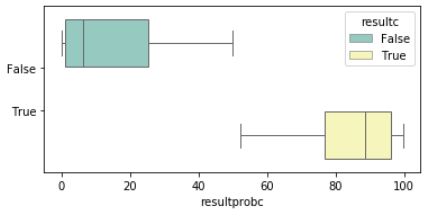 resultc
False
True
False
True
0
20
40
60
80
100
resultprobc